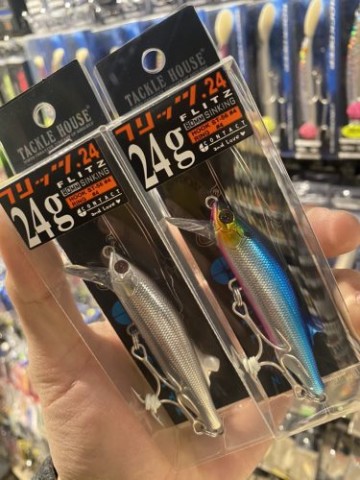 TACKLE HOUSE
フリッツ.24
FLITZ
SINKING
24g
CONTACT
TACKLE HOUSE
フリッツ.24
FLITZ
80mm SINKING
24g
CONTACT